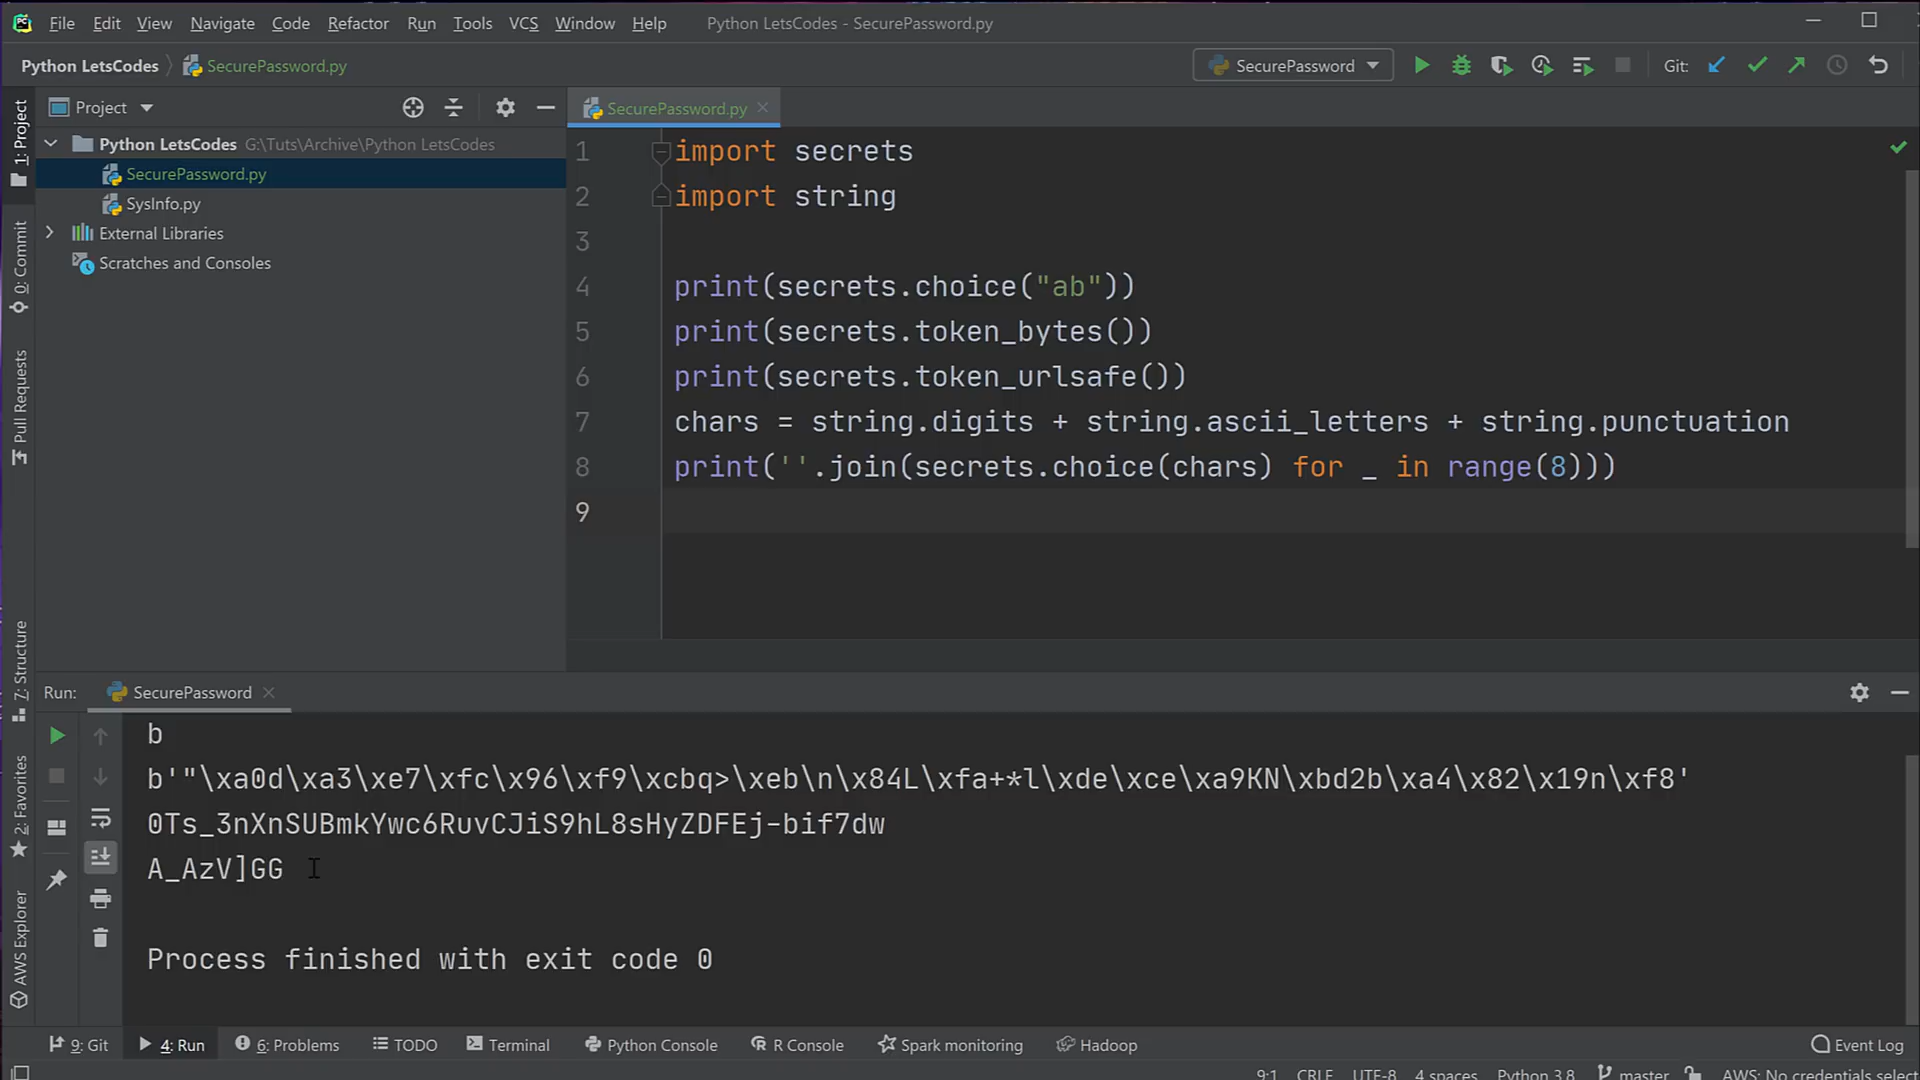 File Edit View Navigate Code Refactor Run Tools VCS Window Help Python LetsCodes - SecurePassword.py
Python LetsCodes SecurePassword.py SecurePassword Git:
Project SecurePassword.py
1: Project
0: Commit
Pull Requests
7: Structure
2: Favorites
AWS Explorer
Python LetsCodes G:\Tuts\Archive\Python LetsCodes
SecurePassword.py
SysInfo.py
External Libraries
Scratches and Consoles
1 import secrets
2 import string
3
4 print(secrets.choice("ab"))
5 print(secrets.token_bytes())
6 print(secrets.token_urlsafe())
7 chars = string.digits + string.ascii_letters + string.punctuation
8 print(''.join(secrets.choice(chars) for _ in range(8)))
9
Run: SecurePassword
b
b'"\xa0d\xa3\xe7\xfc\x96\xf9\xcbq>\xeb\n\x84L\xfa+*l\xde\xce\xa9KN\xbd2b\xa4\x82\x19n\xf8'
0Ts_3nXnSUBmkYwc6RuvCJiS9hL8sHyZDFEj-bif7dw
A_AzV]GG
Process finished with exit code 0
9: Git 4: Run 6: Problems TODO Terminal Python Console R Console Spark monitoring Hadoop Event Log
9:1 CRLF UTF-8 4 spaces Python 3.8 master AWS: No credentials select